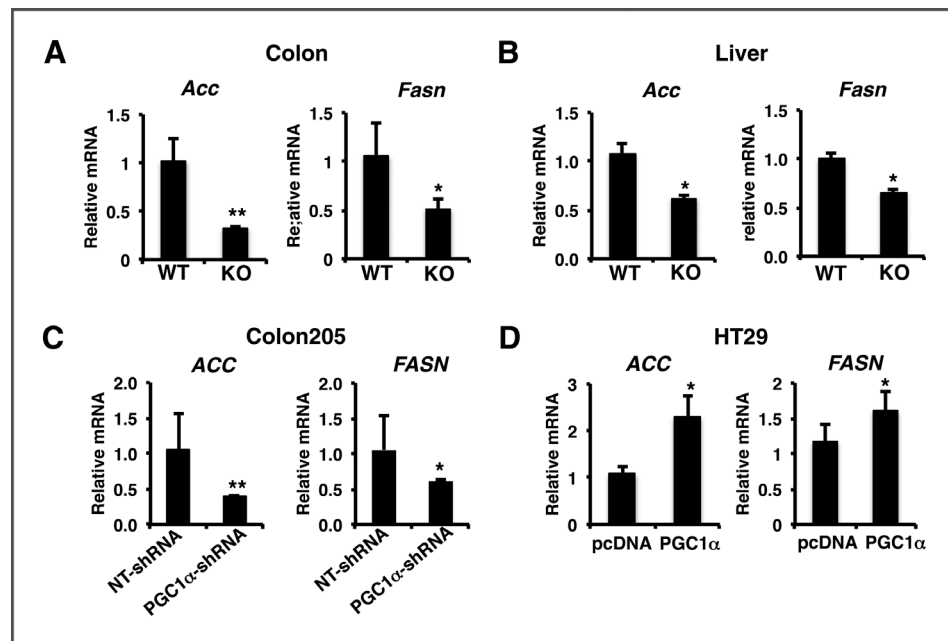 A Colon
Acc
Relative mRNA
1.5
1
0.5
0
**
WT KO
Fasn
Re;ative mRNA
1.5
1
0.5
0
*
WT KO
B Liver
Acc
Relative mRNA
1.5
1.0
0.5
0.0
*
WT KO
Fasn
relative mRNA
1.5
1.0
0.5
0.0
*
WT KO
C Colon205
ACC
Relative mRNA
2.0
1.5
1.0
0.5
0.0
**
NT-shRNA
PGC1α-shRNA
FASN
Relative mRNA
2.0
1.5
1.0
0.5
0.0
*
NT-shRNA
PGC1α-shRNA
D HT29
ACC
Relative mRNA
3
2
1
0
*
pcDNA PGC1α
FASN
Relative mRNA
2
1.5
1
0.5
0
*
pcDNA PGC1α